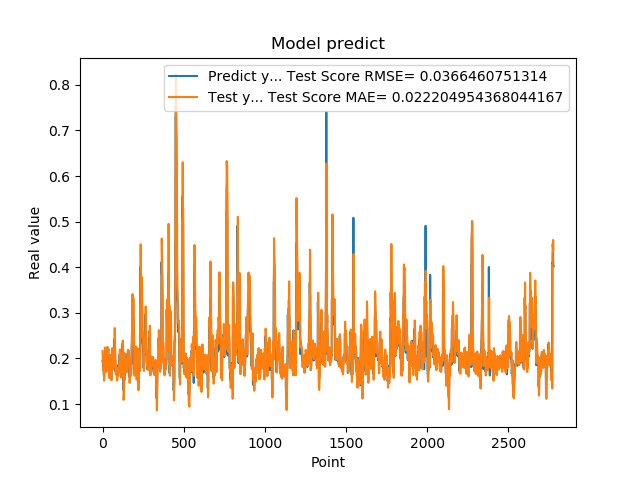 Model predict
Predict y... Test Score RMSE= 0.0366460751314
Test y... Test Score MAE= 0.022204954368044167
0.8
0.7
0.6
0.5
0.4
0.3
0.2
0.1
Real value
0 500 1000 1500 2000 2500
Point